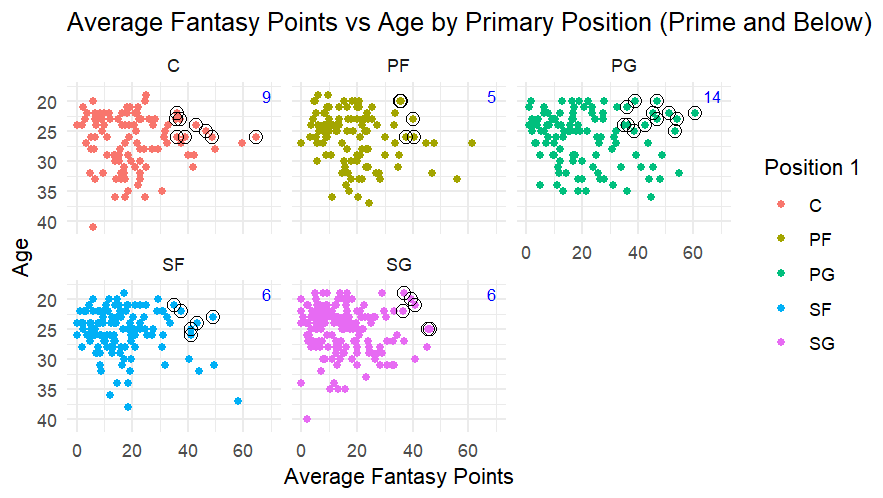 Average Fantasy Points vs Age by Primary Position (Prime and Below)
C PF PG
9 5 14
20
25
30
35
40
0 20 40 60
SF SG
6 6
20
25
30
35
40
0 20 40 60 0 20 40 60
Age
Average Fantasy Points
Position 1
C
PF
PG
SF
SG